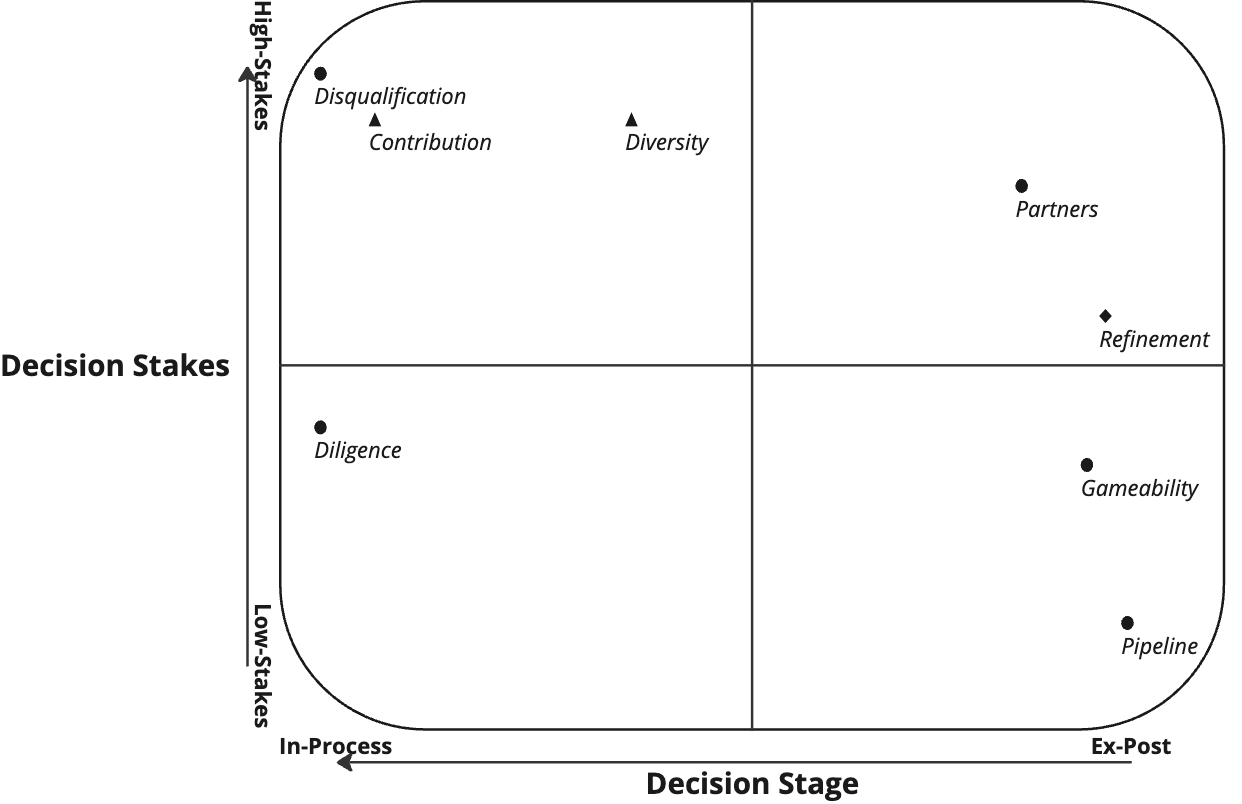 High-Stakes
Disqualification
Contribution
Diversity
Partners
Refinement
Decision Stakes
Diligence
Gameability
Low-Stakes
Pipeline
In-Process
Ex-Post
Decision Stage